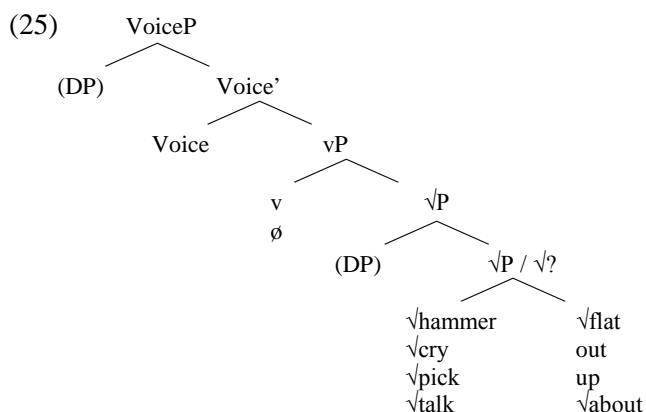 (25) VoiceP
(DP) Voice’
Voice vP
v √P
ø
(DP) √P / √?
√hammer √flat
√cry out
√pick up
√talk √about